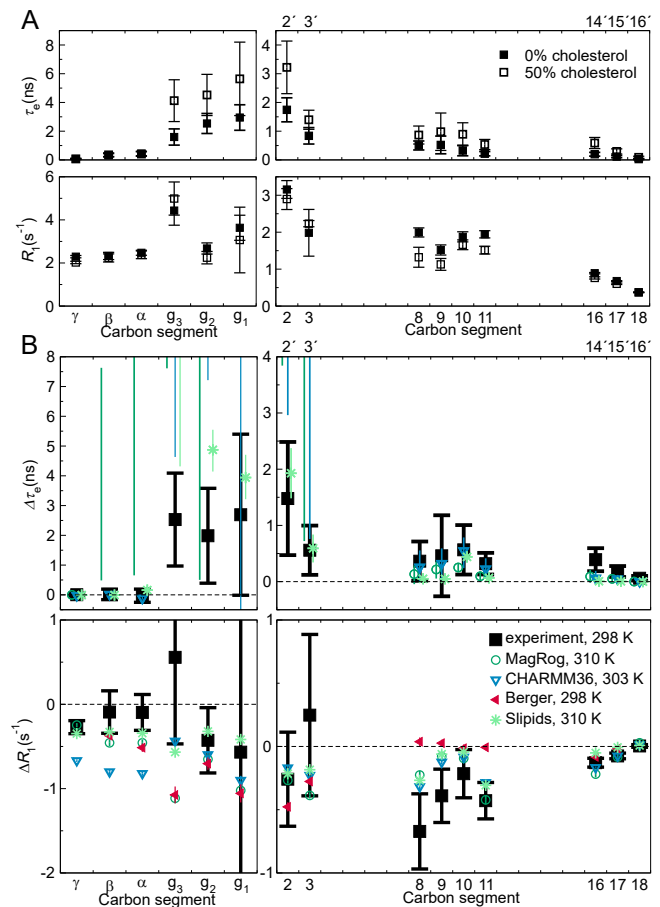 A
2´ 3´ 14´ 15´ 16´
8
6
4
2
0
τe(ns)
4
3
2
1
0
0% cholesterol
50% cholesterol
6
4
2
0
R1(s-1)
3
2
1
0
γ β α g3 g2 g1
Carbon segment
2 3 8 9 10 11 16 17 18
Carbon segment
B
2´ 3´ 14´ 15´ 16´
8
7
6
5
4
3
2
1
0
Δτe(ns)
4
3
2
1
0
1
0
-1
-2
ΔR1(s-1)
1
0
-1
experiment, 298 K
MagRog, 310 K
CHARMM36, 303 K
Berger, 298 K
Slipids, 310 K
γ β α g3 g2 g1
Carbon segment
2 3 8 9 10 11 16 17 18
Carbon segment